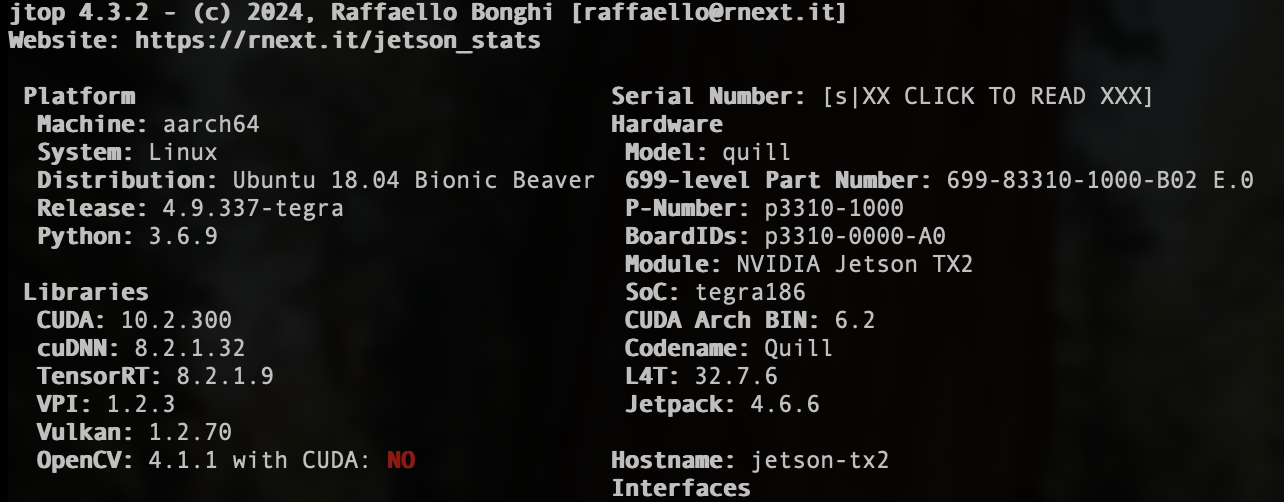 jtop 4.3.2 - (c) 2024, Raffaello Bonghi [raffaello@rnext.it]
Website: https://rnext.it/jetson_stats
Platform
Machine: aarch64
System: Linux
Distribution: Ubuntu 18.04 Bionic Beaver
Release: 4.9.337-tegra
Python: 3.6.9
Libraries
CUDA: 10.2.300
cuDNN: 8.2.1.32
TensorRT: 8.2.1.9
VPI: 1.2.3
Vulkan: 1.2.70
OpenCV: 4.1.1 with CUDA: NO
Serial Number: [s|XX CLICK TO READ XXX]
Hardware
Model: quill
699-level Part Number: 699-83310-1000-B02 E.0
P-Number: p3310-1000
BoardIDs: p3310-0000-A0
Module: NVIDIA Jetson TX2
SoC: tegra186
CUDA Arch BIN: 6.2
Codename: Quill
L4T: 32.7.6
Jetpack: 4.6.6
Hostname: jetson-tx2
Interfaces